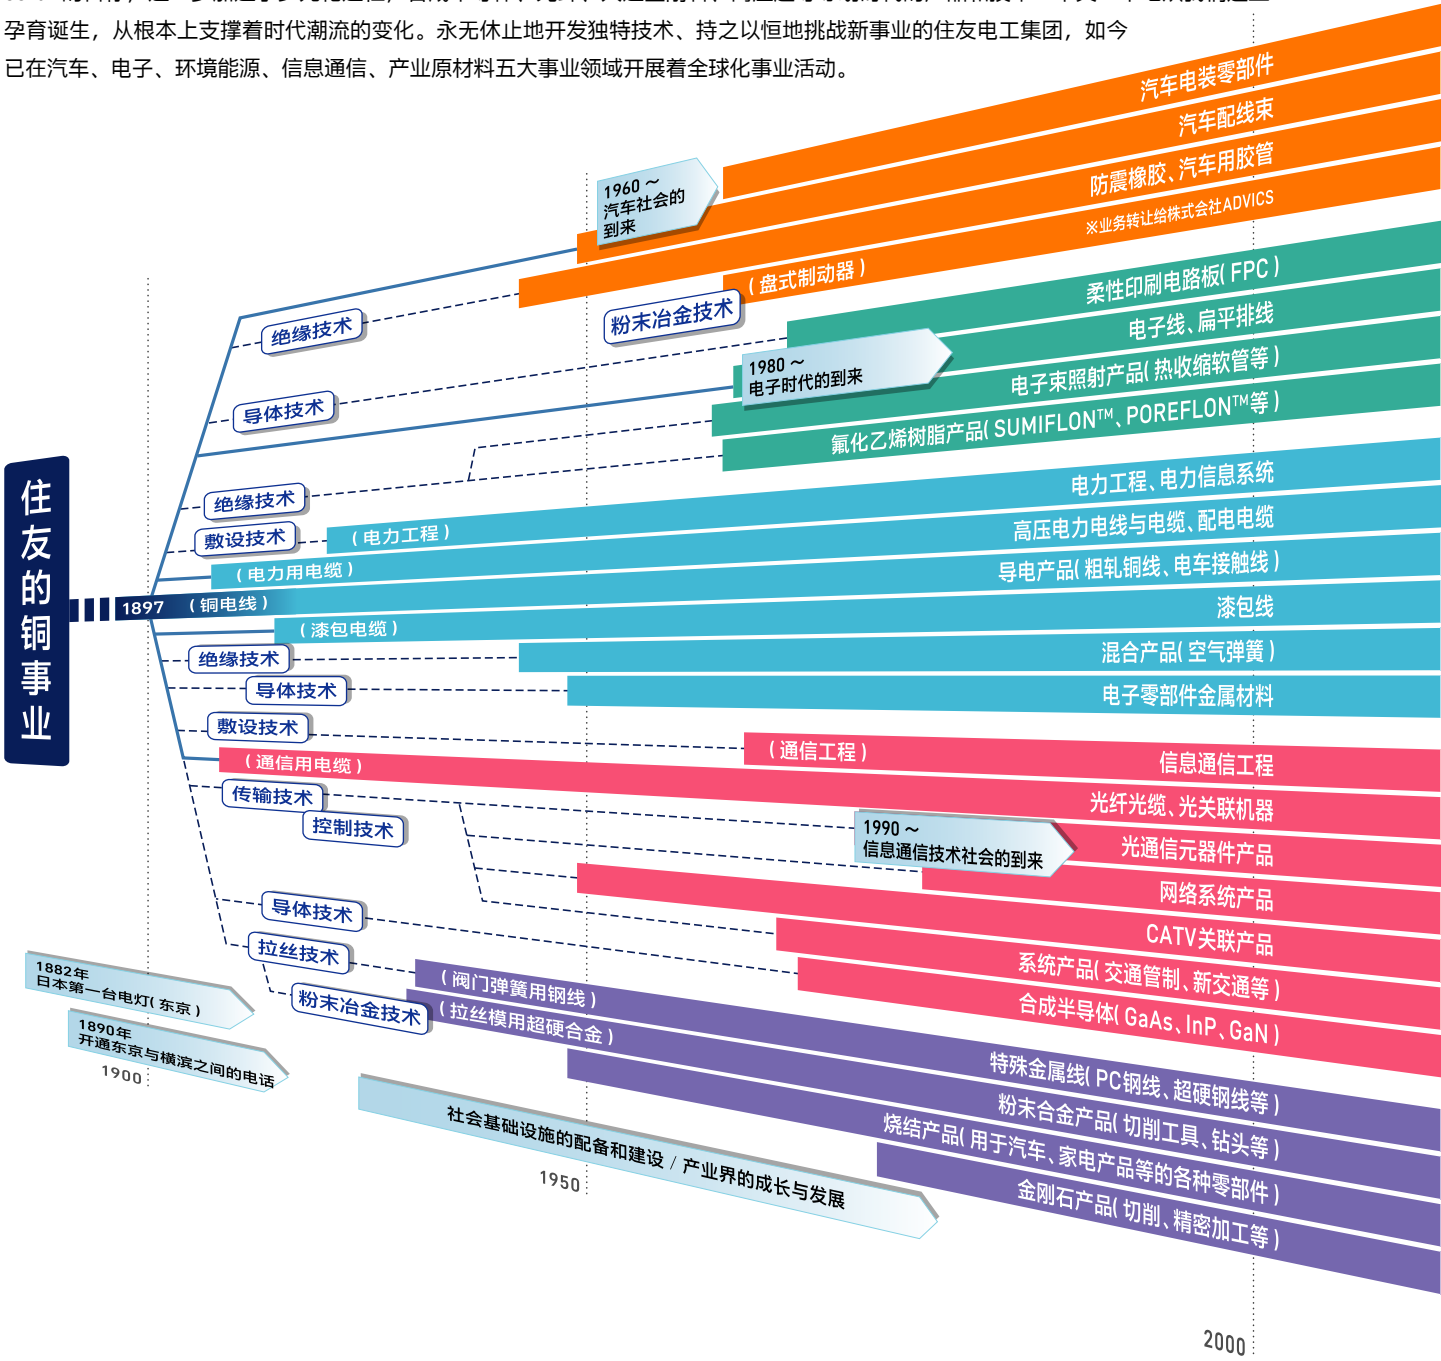 孕育诞生，从根本上支撑着时代潮流的变化。永无休止地开发独特技术、持之以恒地挑战新事业的住友电工集团，如今
已在汽车、电子、环境能源、信息通信、产业原材料五大事业领域开展着全球化事业活动。
汽车电装零部件
汽车配线束
防震橡胶、汽车用胶管
※业务转让给株式会社ADVICS
1960 ～
汽车社会的
到来
（盘式制动器）
柔性印刷电路板（FPC）
绝缘技术
粉末冶金技术
电子线、扁平排线
1980 ～
电子时代的到来
电子束照射产品（热收缩软管等）
导体技术
氟化乙烯树脂产品（SUMIFLON™、POREFLON™等）
住友的铜事业
绝缘技术
电力工程、电力信息系统
敷设技术
（电力工程）
高压电力电线与电缆、配电电缆
（电力用电缆）
导电产品（粗轧铜线、电车接触线）
1897
（铜电线）
漆包线
（漆包电缆）
绝缘技术
混合产品（空气弹簧）
导体技术
电子零部件金属材料
敷设技术
（通信工程）
信息通信工程
（通信用电缆）
传输技术
光纤光缆、光关联机器
控制技术
1990 ～
信息通信技术社会的到来
光通信元器件产品
网络系统产品
导体技术
CATV关联产品
拉丝技术
系统产品（交通管制、新交通等）
粉末冶金技术
合成半导体（GaAs、InP、GaN）
（阀门弹簧用钢线）
（拉丝模用超硬合金）
1882年
日本第一台电灯（东京）
1890年
开通东京与横滨之间的电话
1900
特殊金属线（PC钢线、超硬钢线等）
粉末合金产品（切削工具、钻头等）
烧结产品（用于汽车、家电产品等的各种零部件）
金刚石产品（切削、精密加工等）
社会基础设施的配备和建设 / 产业界的成长与发展
1950
2000